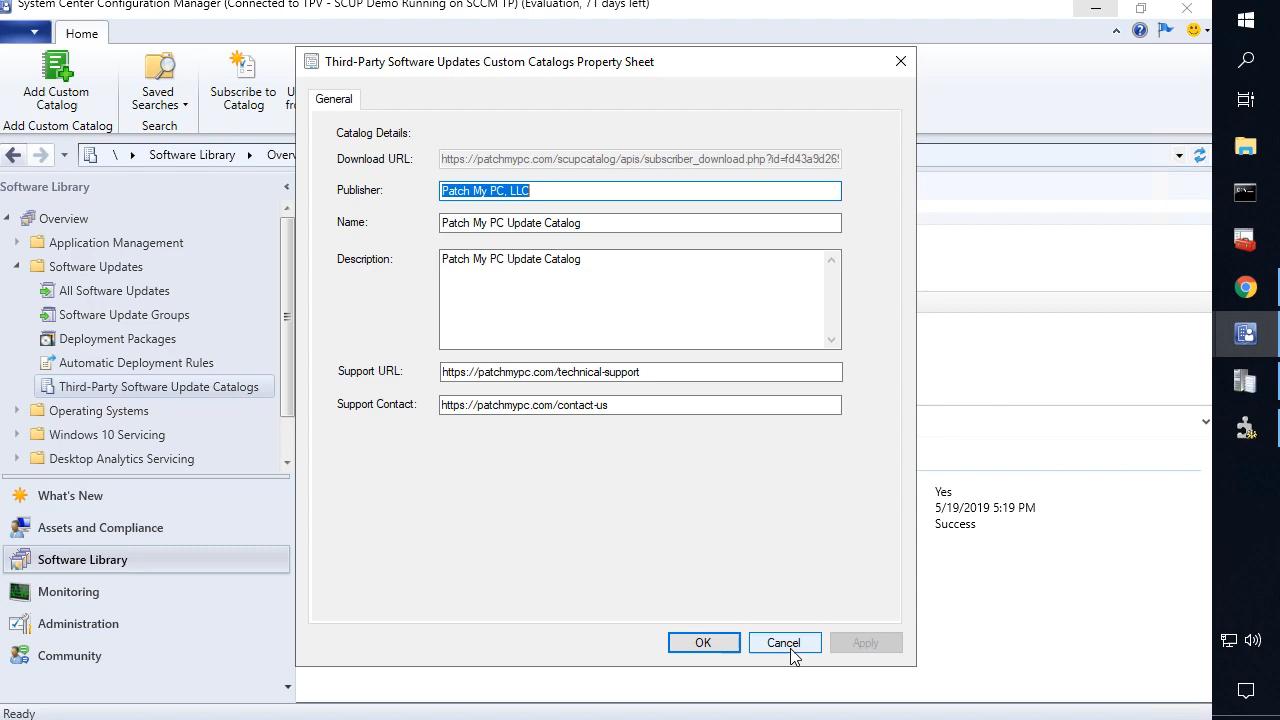 System Center Configuration Manager (Connected to TPV - SCUP Demo Running on SCCM TP) (Evaluation, 71 days left)
Home
Add Custom
Catalog
Saved
Searches
Subscribe to
Catalog
Add Custom Catalog
Search
\
Software Library
Software Library
Overview
Application Management
Software Updates
All Software Updates
Software Update Groups
Deployment Packages
Automatic Deployment Rules
Third-Party Software Update Catalogs
Operating Systems
Windows 10 Servicing
Desktop Analytics Servicing
What's New
Assets and Compliance
Software Library
Monitoring
Administration
Community
Ready
Third-Party Software Updates Custom Catalogs Property Sheet
General
Catalog Details:
Download URL: https://patchmypc.com/scupcatalog/apis/subscriber_download.php?id=fd43a9d26
Publisher: Patch My PC, LLC
Name: Patch My PC Update Catalog
Description: Patch My PC Update Catalog
Support URL: https://patchmypc.com/technical-support
Support Contact: https://patchmypc.com/contact-us
OK
Cancel
Apply
Yes
5/19/2019 5:19 PM
Success